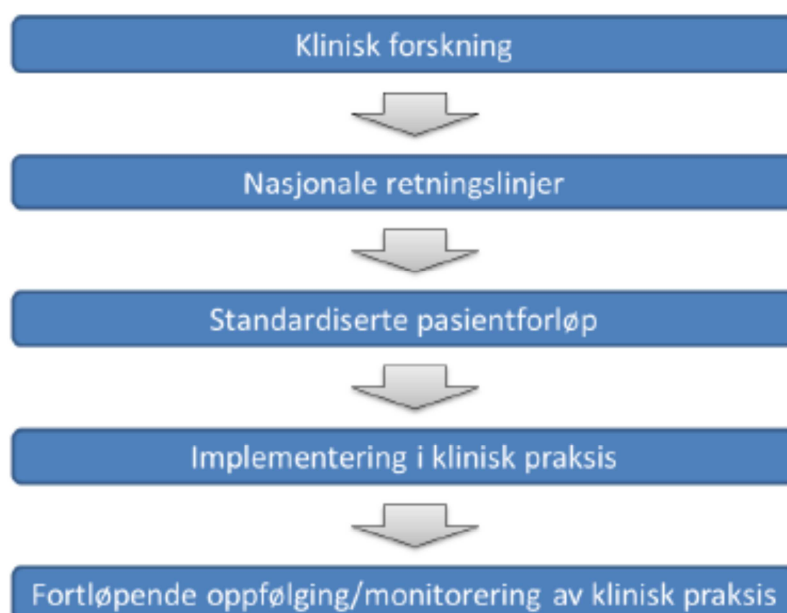 Klinisk forskning
Nasjonale retningslinjer
Standardiserte pasientforløp
Implementering i klinisk praksis
Fortløpende oppfølging/monitorering av klinisk praksis